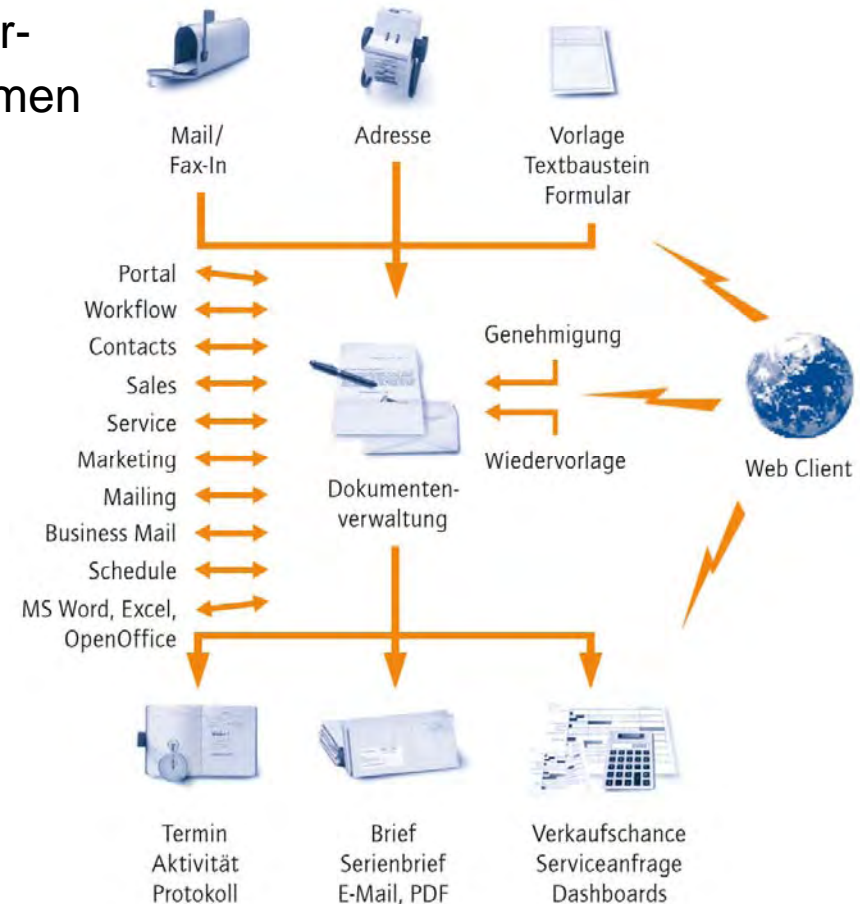 r-
men
Mail/
Fax-In
Adresse
Vorlage
Textbaustein
Formular
Portal
Workflow
Contacts
Sales
Service
Marketing
Mailing
Business Mail
Schedule
MS Word, Excel,
OpenOffice
Genehmigung
Wiedervorlage
Dokumenten-
verwaltung
Web Client
Termin
Aktivität
Protokoll
Brief
Serienbrief
E-Mail, PDF
Verkaufschance
Serviceanfrage
Dashboards